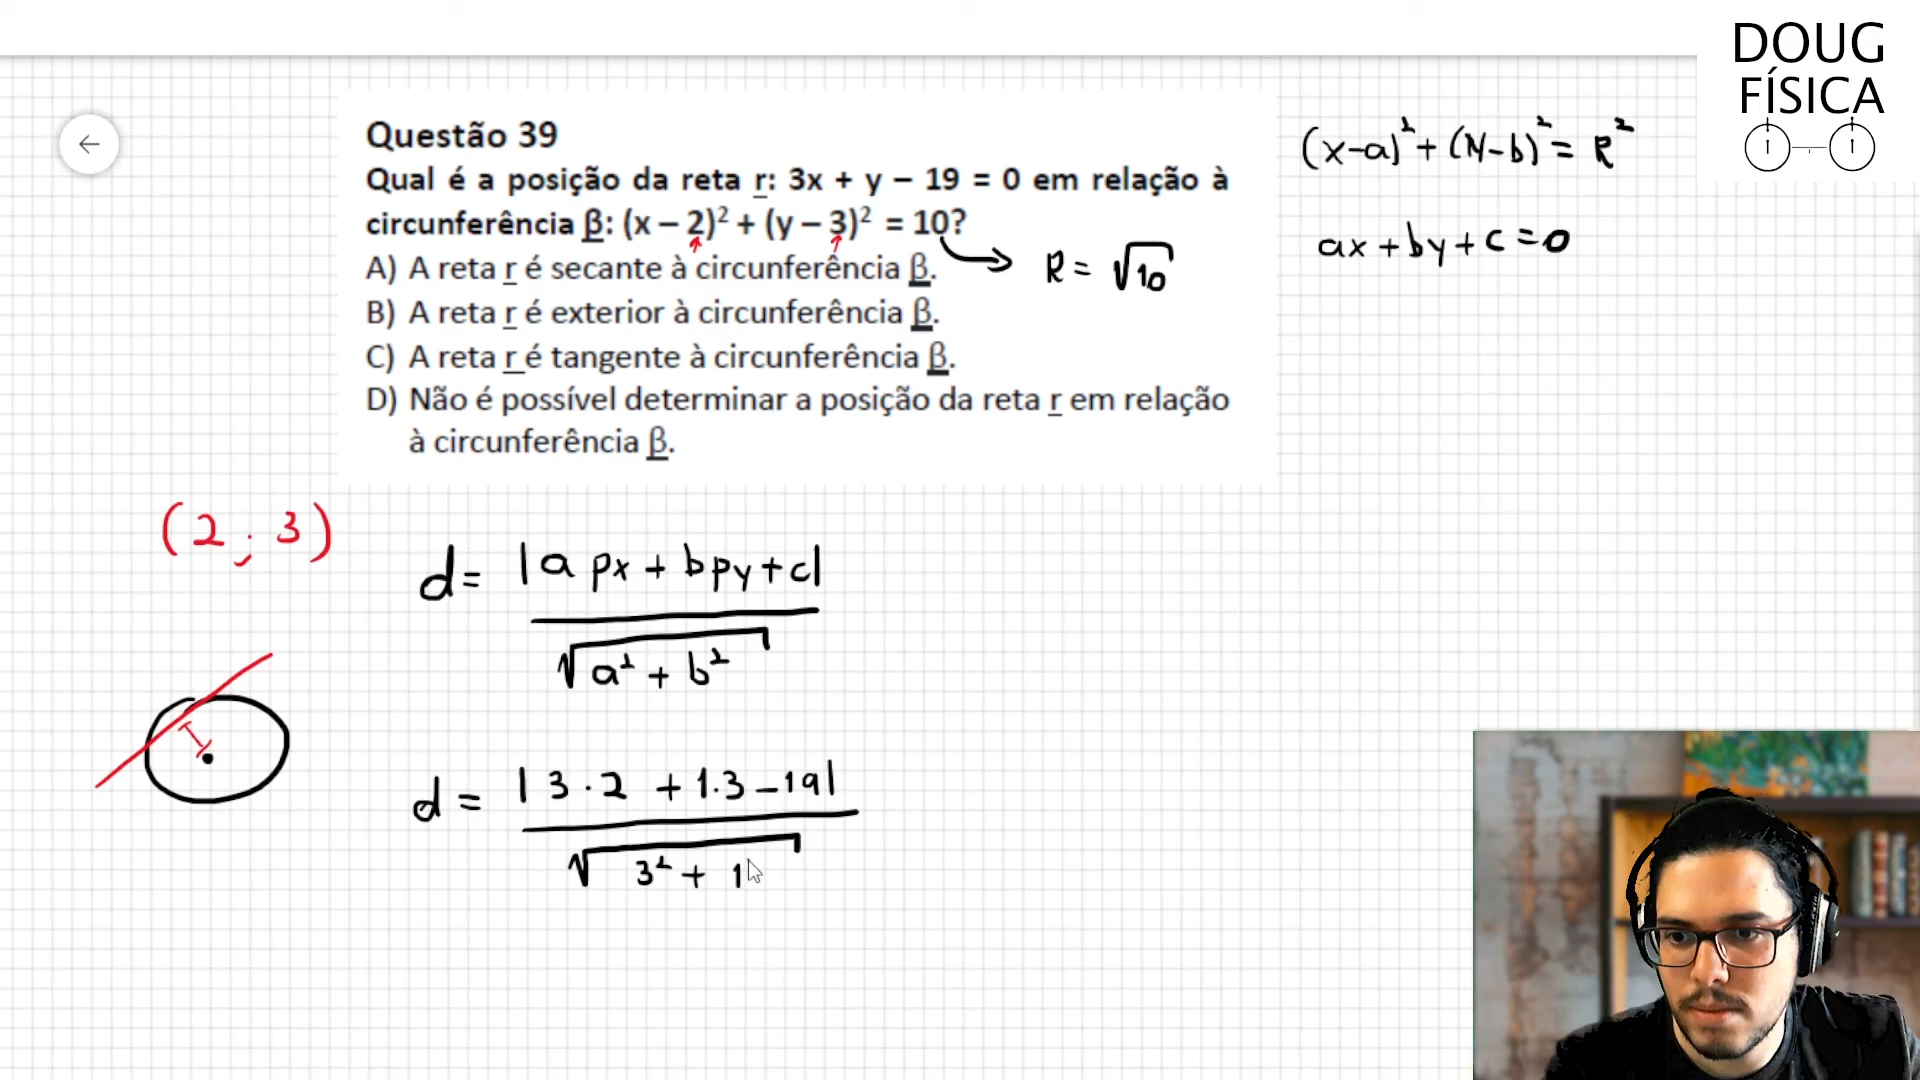 DOUG
FÍSICA
Questão 39
Qual é a posição da reta r: 3x + y – 19 = 0 em relação à
circunferência β: (x – 2)² + (y – 3)² = 10?
A) A reta r é secante à circunferência β.
B) A reta r é exterior à circunferência β.
C) A reta r é tangente à circunferência β.
D) Não é possível determinar a posição da reta r em relação
à circunferência β.
R = √10
(x-a)² + (y-b)² = R²
ax + by + c = 0
(2 ; 3)
d = |a px + b py + c|
√a² + b²
d = |3 · 2 + 1.3 - 19|
√3² + 1